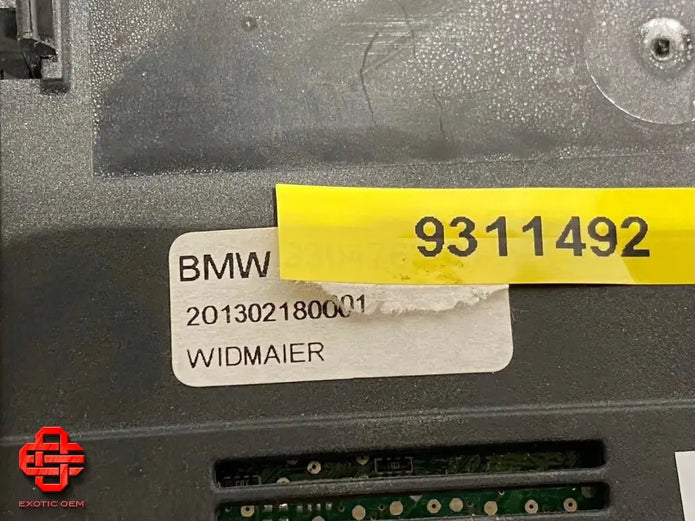 9311492
BMW
201302180001
WIDMAIER
EXOTIC OEM